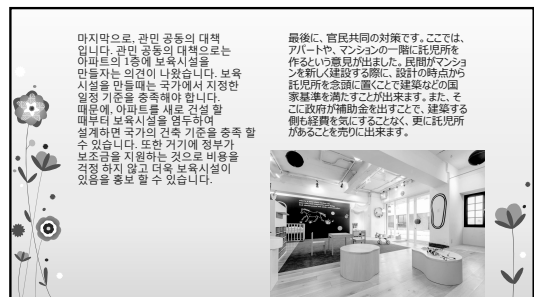 마지막으로, 관민 공동의 대책
입니다. 관민 공동의 대책으로는
아파트의 1층에 보육시설을
만들자는 의견이 나왔습니다. 보육
시설을 만들때는 국가에서 지정한
일정 기준을 충족해야 합니다.
때문에, 아파트를 새로 건설 할
때부터 보육시설을 염두하여
설계하면 국가의 건축 기준을 충족 할
수 있습니다. 또한 거기에 정부가
보조금을 지원하는 것으로 비용을
걱정 하지 않고 더욱 보육시설이
있음을 홍보 할 수 있습니다.
最後に、官民共同の対策です。ここでは、
アパートや、マンションの一階に託児所を
作るという意見が出ました。民間がマンショ
ンを新しく建設する際に、設計の時点から
託児所を念頭に置くことで建築などの国
家基準を満たすことが出来ます。また、そ
こに政府が補助金を出すことで、建築する
側も経費を気にすることなく、更に託児所
があることを売りに出来ます。